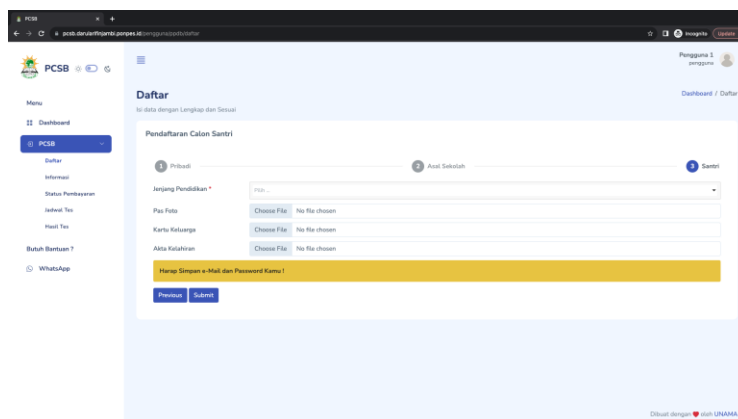 PCSB
pcsb.darularifinjambi.ponpes.id/pengguna/ppdb/daftar
Incognito
Update
PCSB
Pengguna 1
pengguna
Menu
Dashboard
PCSB
Daftar
Informasi
Status Pembayaran
Jadwal Tes
Hasil Tes
Butuh Bantuan ?
WhatsApp
Daftar
Dashboard / Daftar
Isi data dengan Lengkap dan Sesuai
Pendaftaran Calon Santri
1 Pribadi
2 Asal Sekolah
3 Santri
Jenjang Pendidikan *
Pilih ...
Pas Foto Choose File No file chosen
Kartu Keluarga Choose File No file chosen
Akta Kelahiran Choose File No file chosen
Harap Simpan e-Mail dan Password Kamu !
Previous Submit
Dibuat dengan ❤ oleh UNAMA